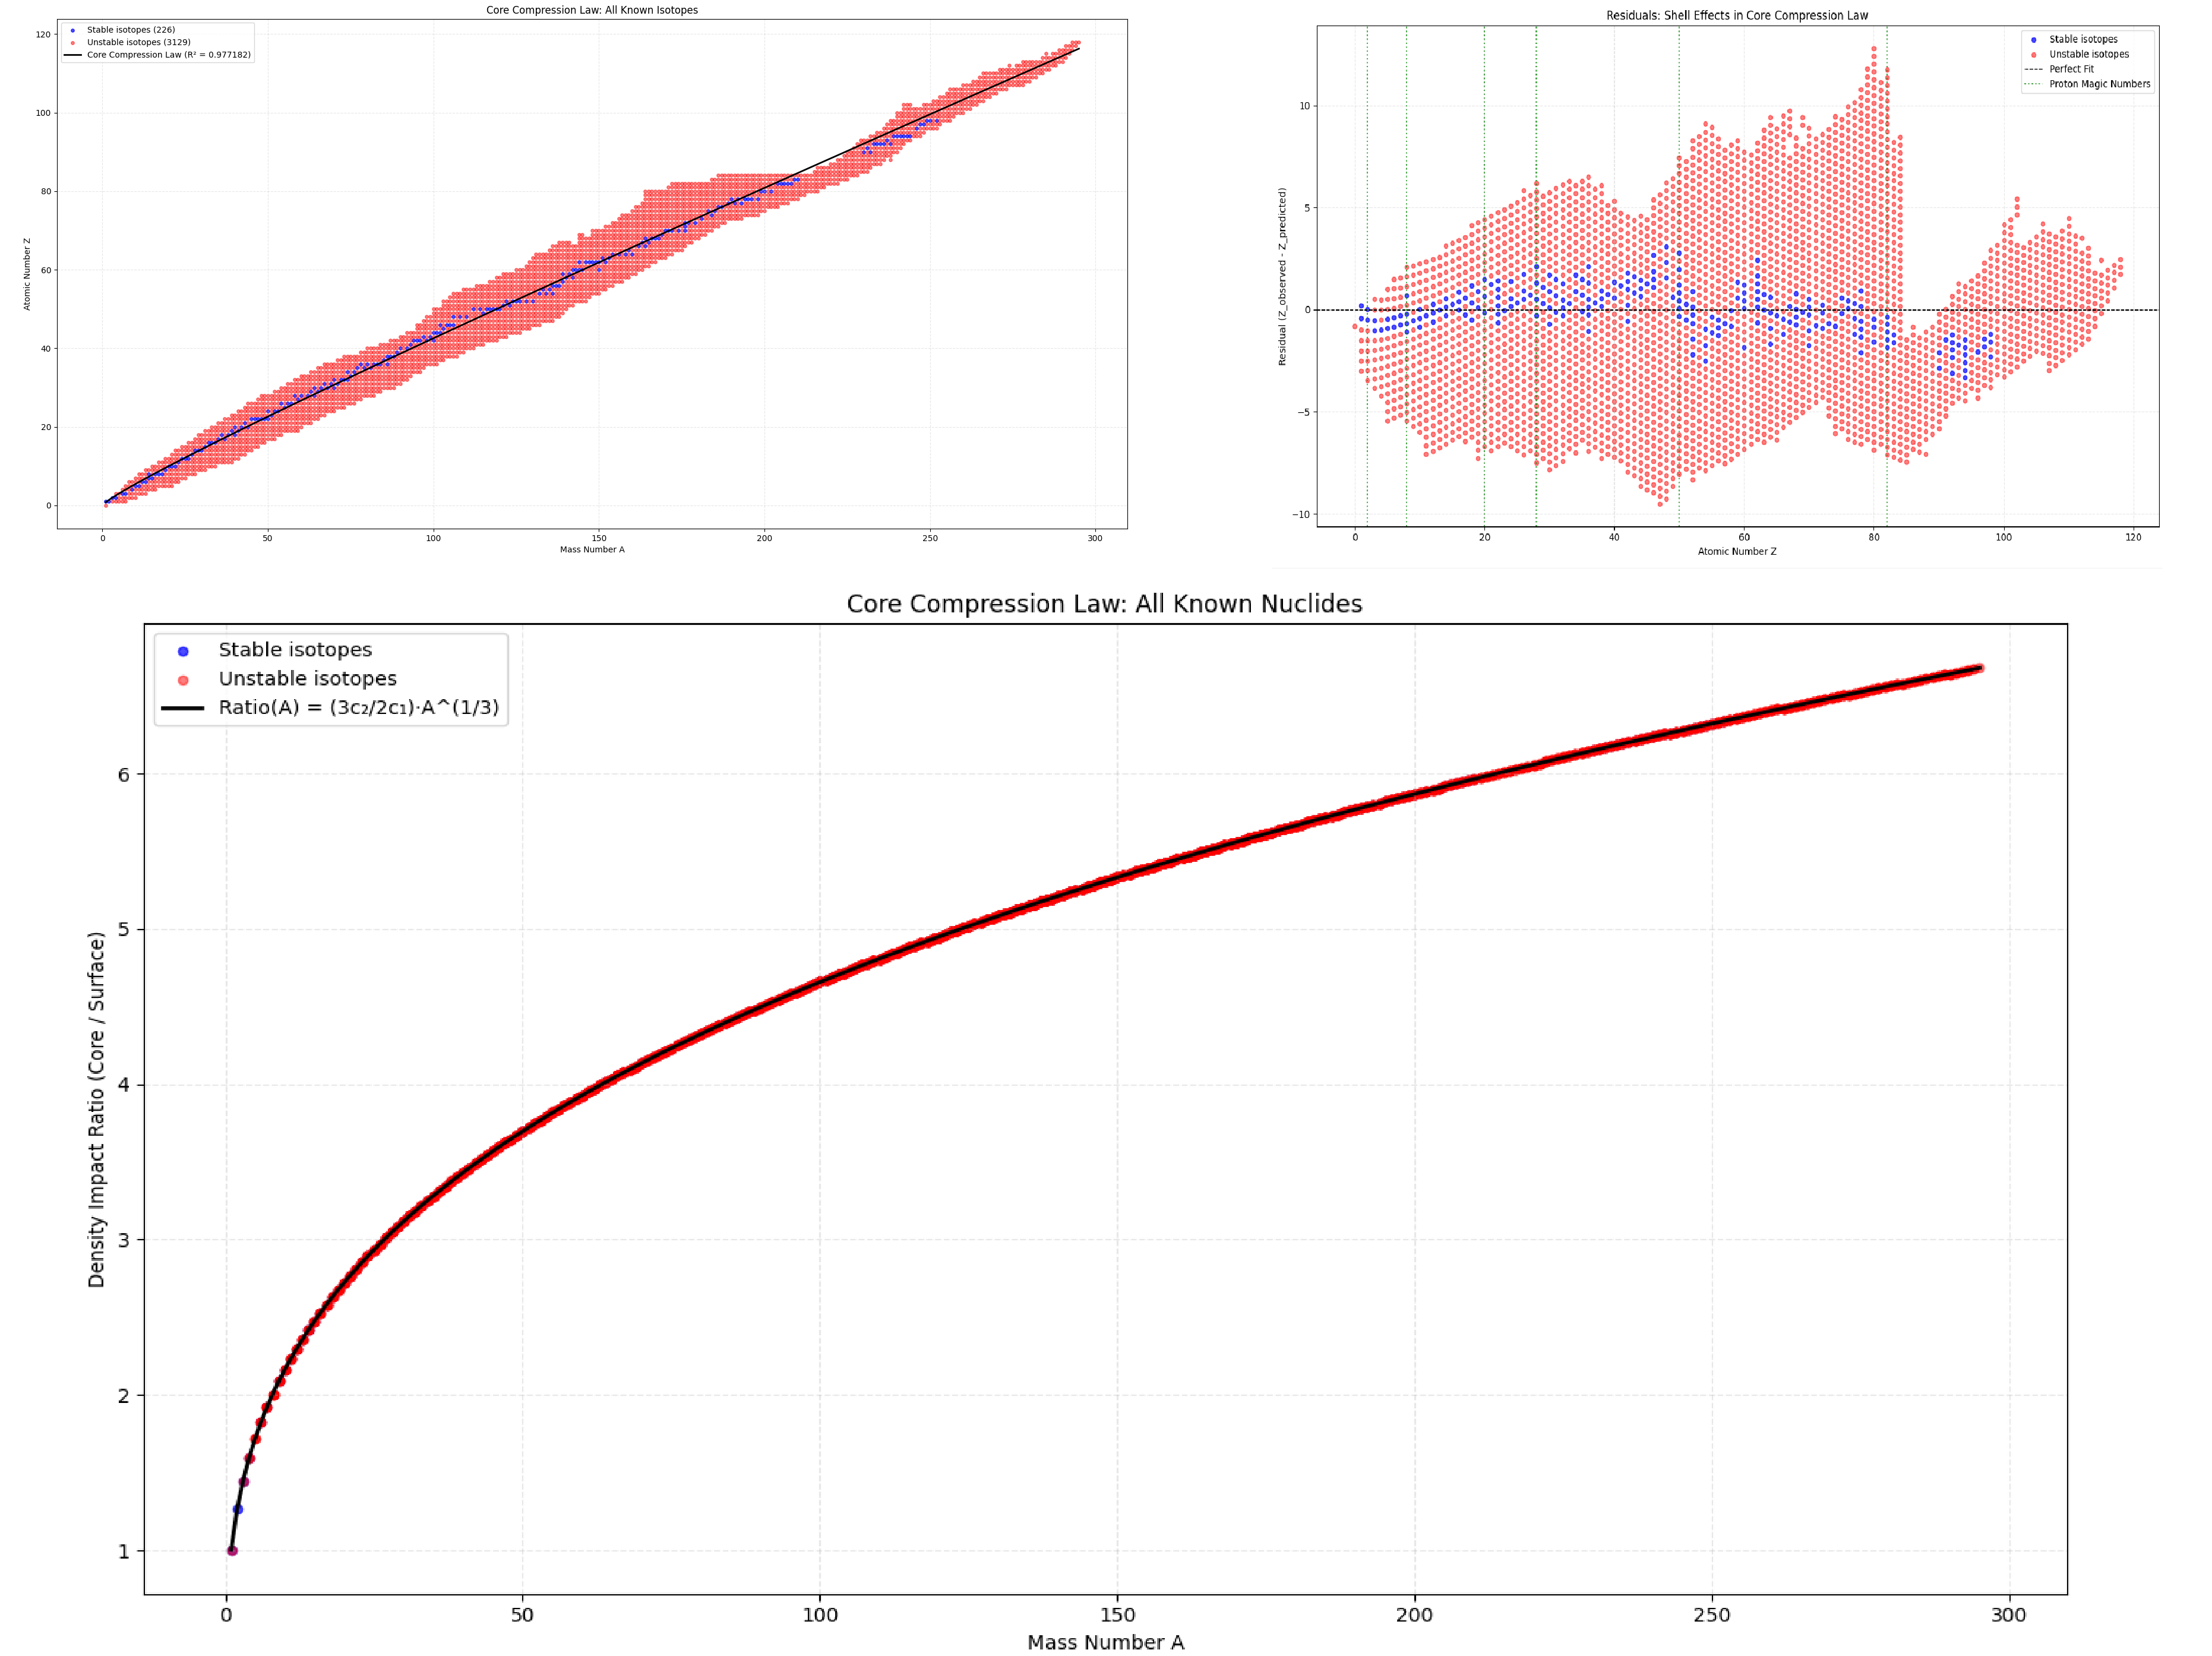 Core Compression Law: All Known Isotopes
Stable isotopes (226)
Unstable isotopes (3129)
Core Compression Law (R² = 0.977182)
120
100
80
60
40
20
0
Atomic Number Z
0 50 100 150 200 250 300
Mass Number A
Residuals: Shell Effects in Core Compression Law
Stable isotopes
Unstable isotopes
Perfect Fit
Proton Magic Numbers
10
5
0
−5
−10
Residual (Z_observed - Z_predicted)
0 20 40 60 80 100 120
Atomic Number Z
Core Compression Law: All Known Nuclides
Stable isotopes
Unstable isotopes
Ratio(A) = (3c₂/2c₁)·A^(1/3)
6
5
4
3
2
1
Density Impact Ratio (Core / Surface)
0 50 100 150 200 250 300
Mass Number A